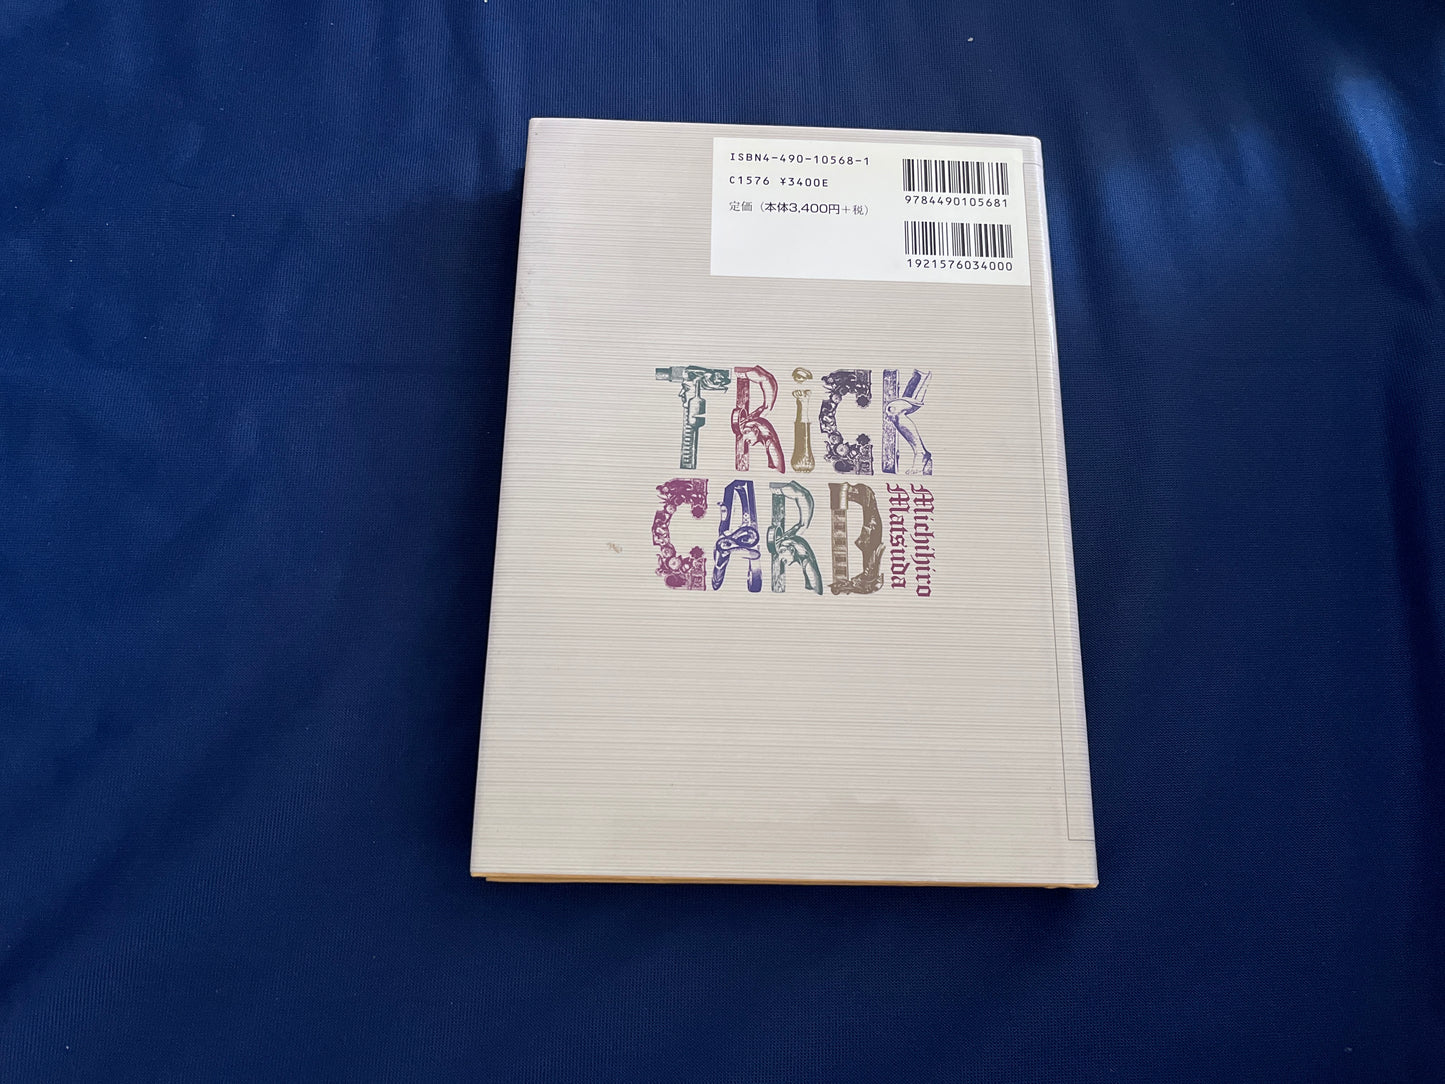 ISBN4-490-10568-1
C1576 ¥3400E
定価（本体3,400円＋税）
9784490105681
1921576034000
TRiCK
CARD
Michihiro
Matsuda